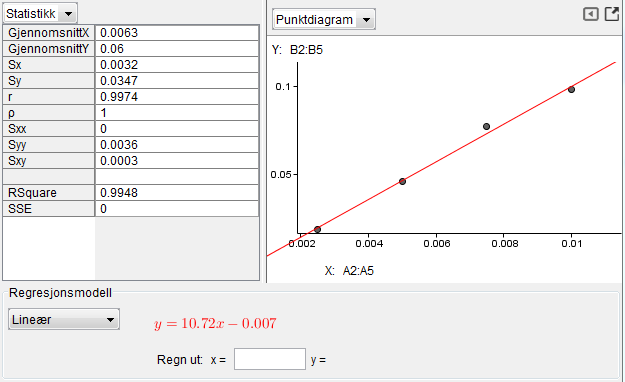 Statistikk
GjennomsnittX 0.0063
GjennomsnittY 0.06
Sx 0.0032
Sy 0.0347
r 0.9974
ρ 1
Sxx 0
Syy 0.0036
Sxy 0.0003
RSquare 0.9948
SSE 0
Punktdiagram
Y: B2:B5
0.1
0.05
0.002 0.004 0.006 0.008 0.01
X: A2:A5
Regresjonsmodell
Lineær
y = 10.72x − 0.007
Regn ut: x = y =